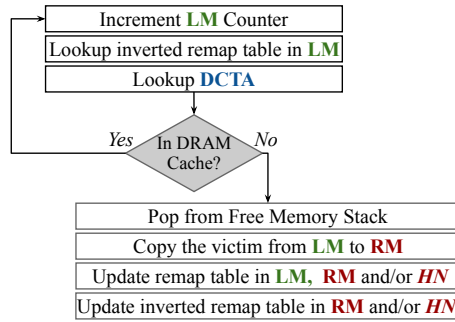 Increment LM Counter
Lookup inverted remap table in LM
Lookup DCTA
Yes
In DRAM
Cache?
No
Pop from Free Memory Stack
Copy the victim from LM to RM
Update remap table in LM, RM and/or HN
Update inverted remap table in RM and/or HN